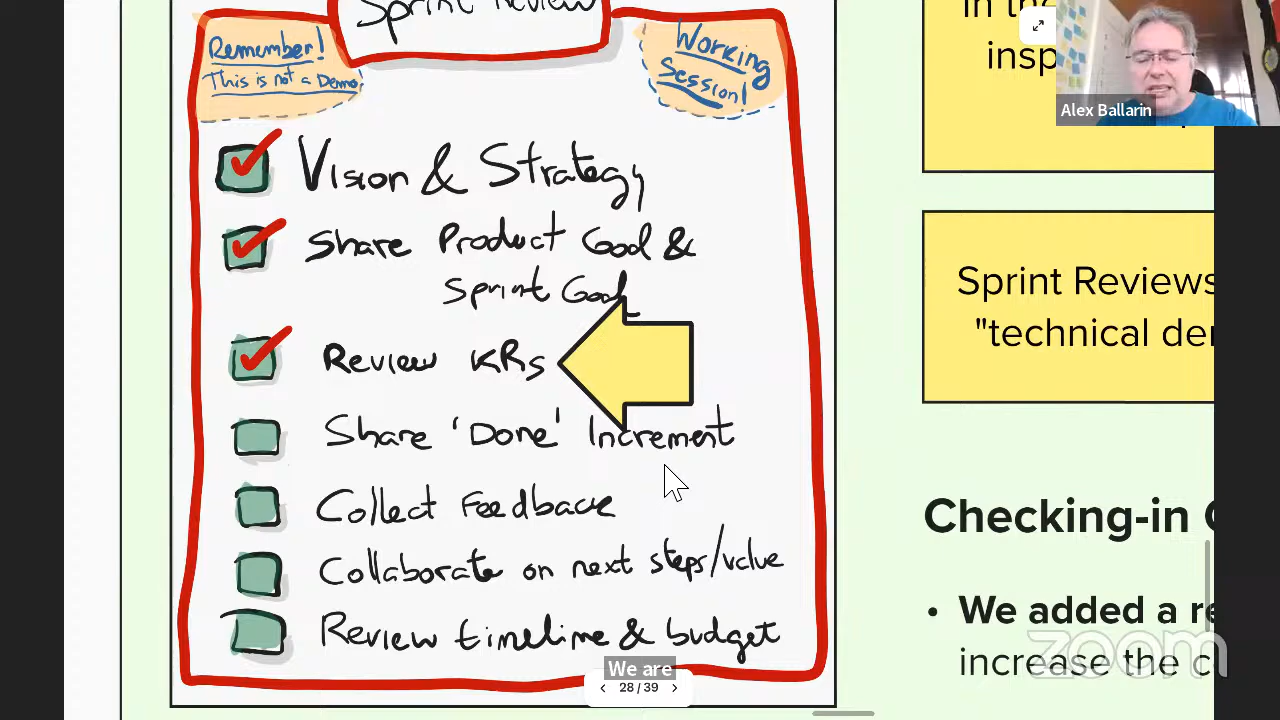 Sprint Review
Remember!
This is not a Demo
Working
Session!
Vision & Strategy
Share Product Goal &
Sprint Goal
Review KRs
Share 'Done' Increment
Collect Feedback
Collaborate on next steps/value
Review timeline & budget
We are
28 / 39
in
insp
Alex Ballarin
Sprint Reviews
"technical
Checking-in
• We added a
increase the
zoom